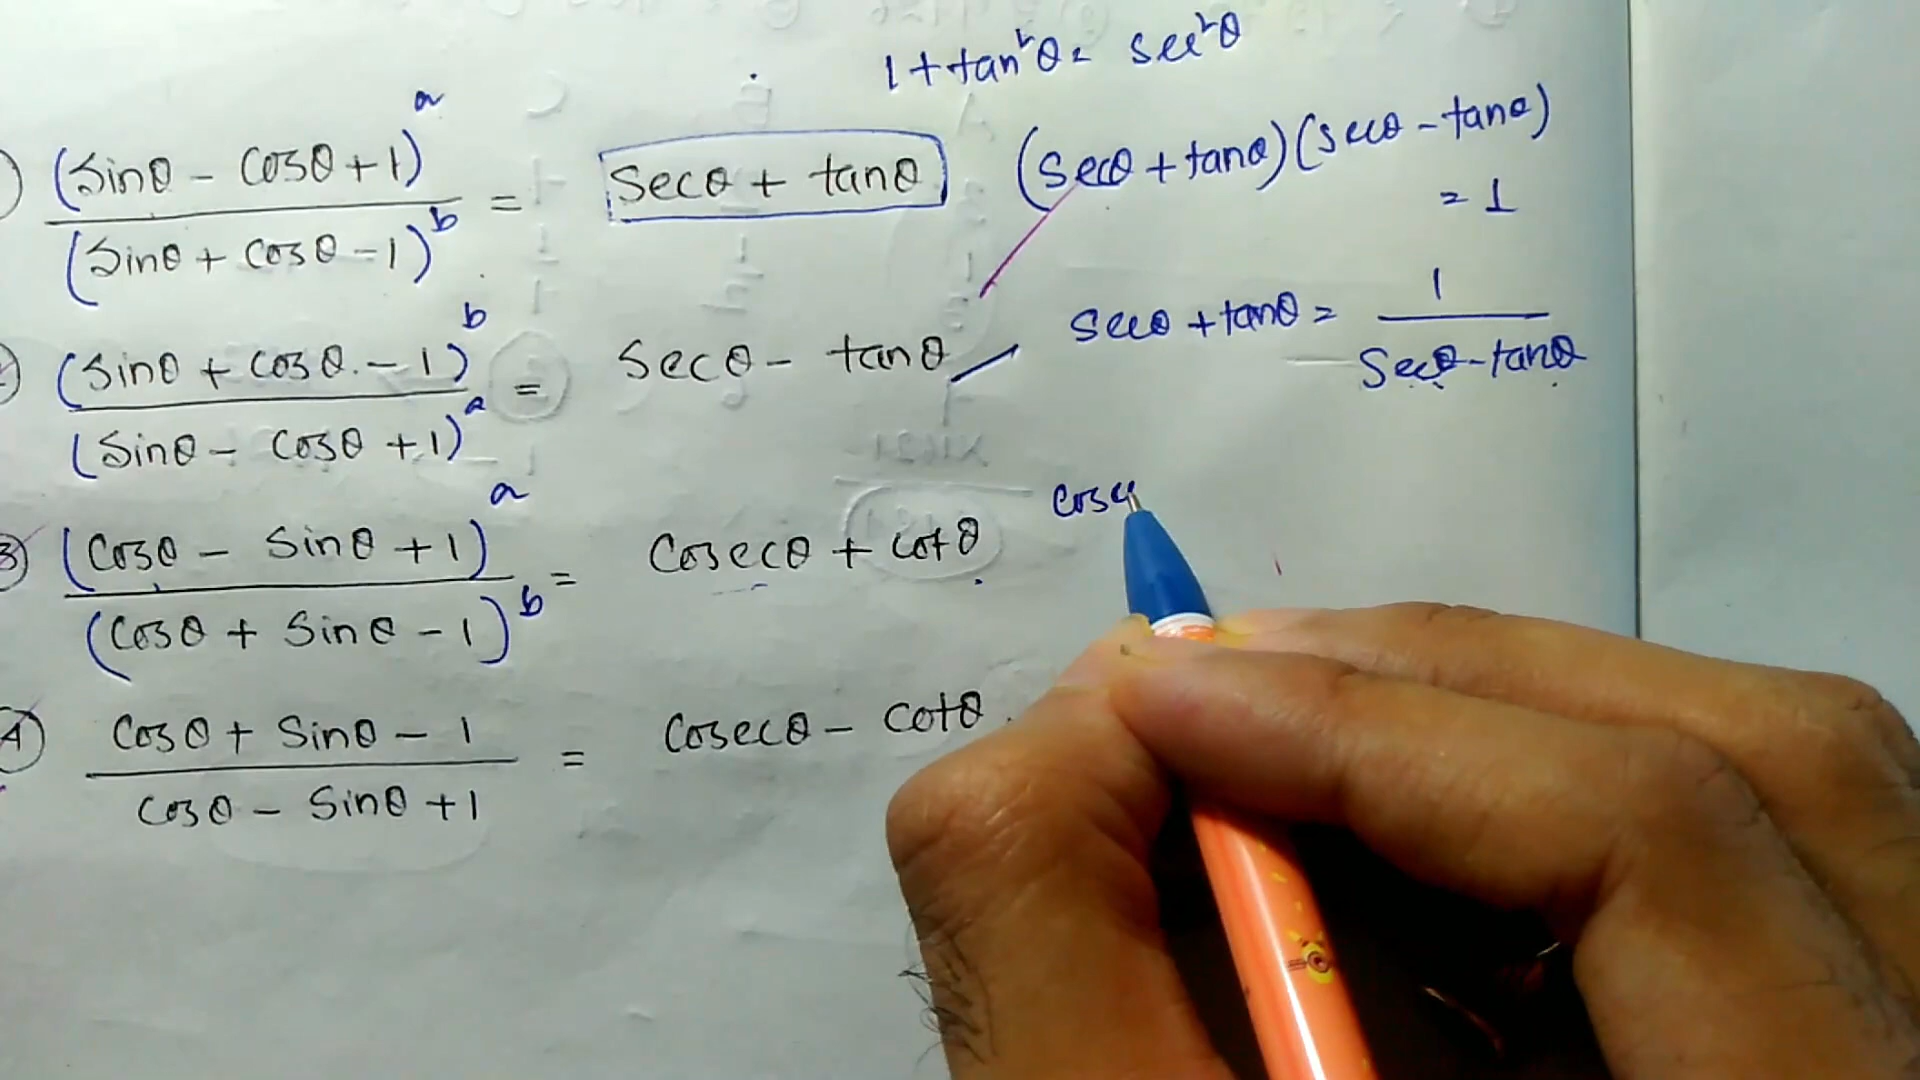 1 + tan²θ = sec²θ
(Sinθ - Cosθ + 1)ᵃ / (Sinθ + Cosθ - 1)ᵇ = Secθ + tanθ
(Secθ + tanθ)(Secθ - tanθ)
= 1
(Sinθ + Cosθ - 1)ᵇ / (Sinθ - Cosθ + 1)ᵃ = Secθ - tanθ
Secθ + tanθ = 1 / Secθ - tanθ
3 (Cosθ - Sinθ + 1)ᵃ / (Cosθ + Sinθ - 1)ᵇ = Cosecθ + Cotθ
Cose
4 Cosθ + Sinθ - 1 / Cosθ - Sinθ + 1 = Cosecθ - Cotθ